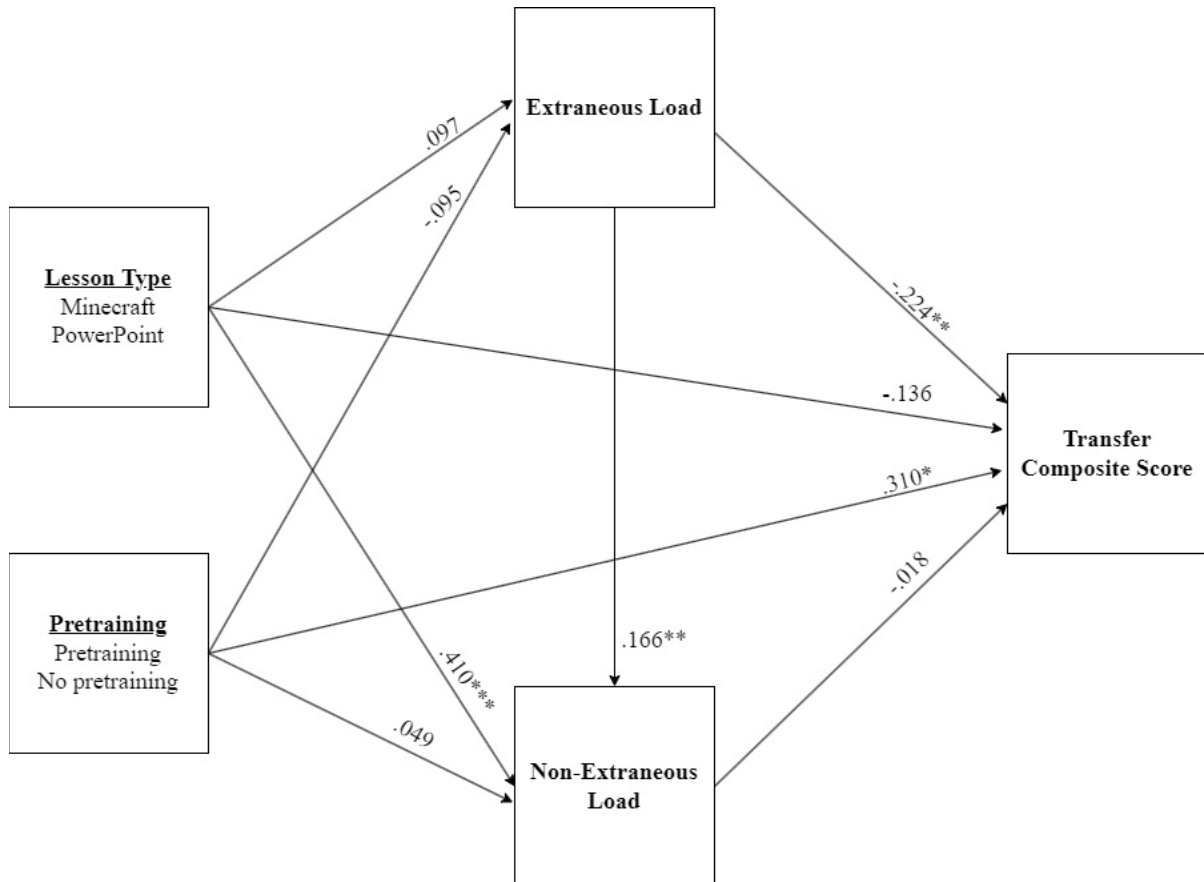 Extraneous Load
.097
-.095
Lesson Type
Minecraft
PowerPoint
-.224**
-.136
Transfer
Composite Score
.310*
-.018
Pretraining
Pretraining
No pretraining
.166**
.410***
.049
Non-Extraneous
Load